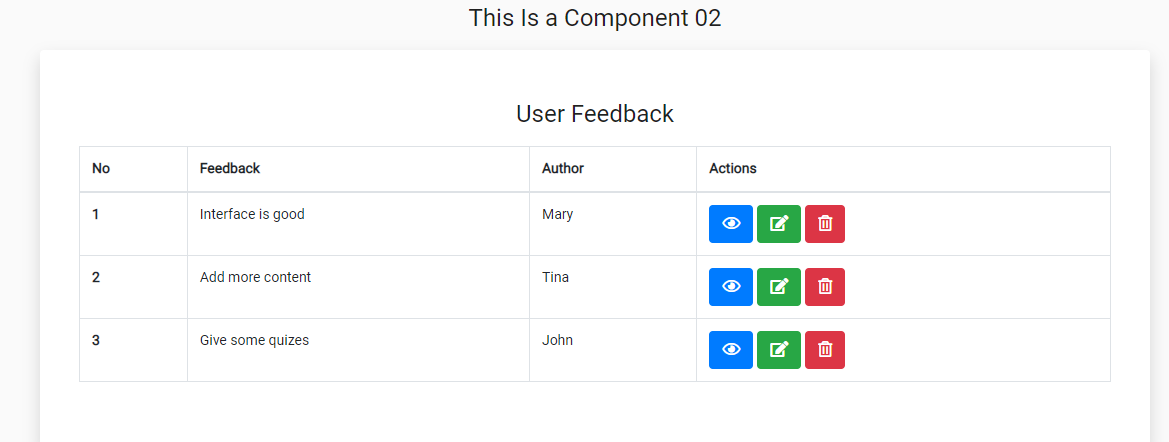 This Is a Component 02
User Feedback
No Feedback Author Actions
1 Interface is good Mary
2 Add more content Tina
3 Give some quizes John